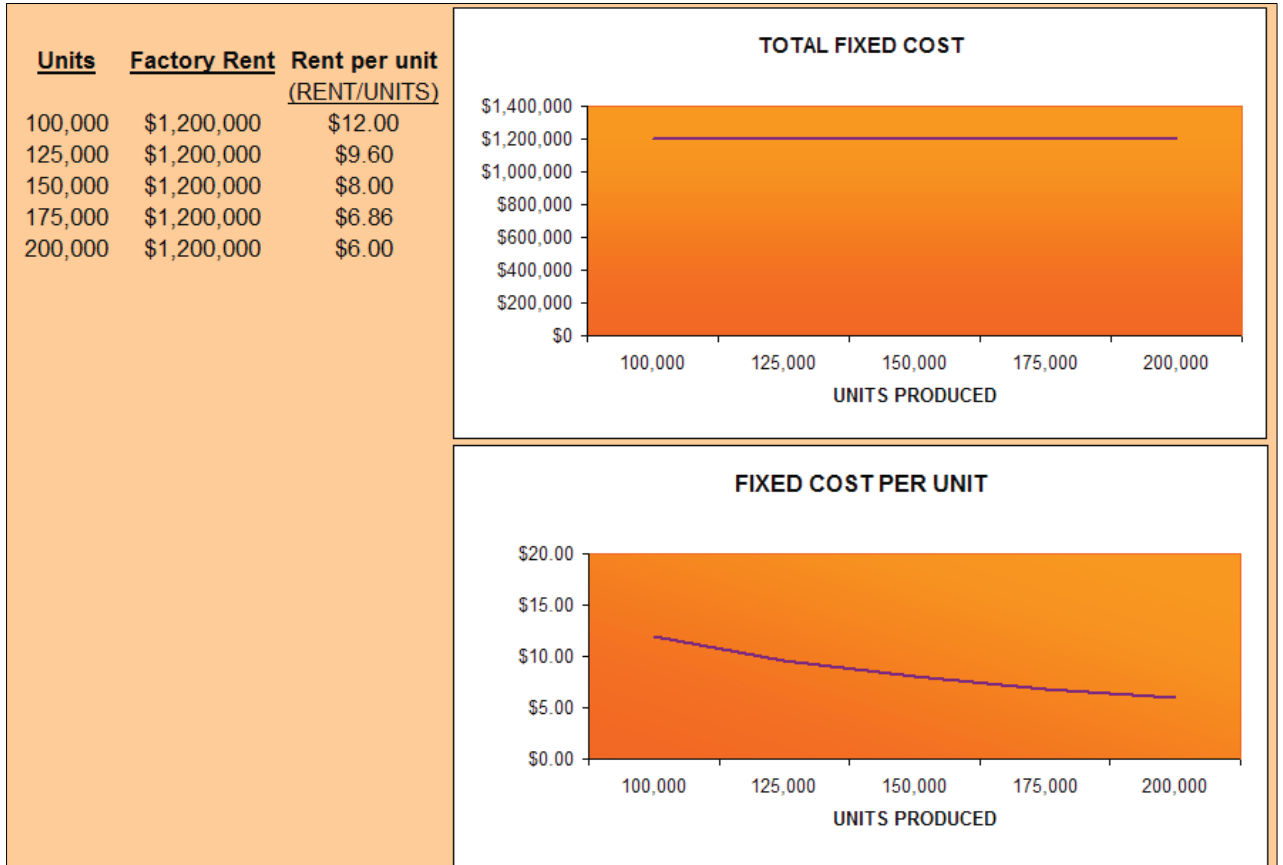 Units Factory Rent Rent per unit
(RENT/UNITS)
100,000 $1,200,000 $12.00
125,000 $1,200,000 $9.60
150,000 $1,200,000 $8.00
175,000 $1,200,000 $6.86
200,000 $1,200,000 $6.00
TOTAL FIXED COST
$1,400,000
$1,200,000
$1,000,000
$800,000
$600,000
$400,000
$200,000
$0
100,000 125,000 150,000 175,000 200,000
UNITS PRODUCED
FIXED COST PER UNIT
$20.00
$15.00
$10.00
$5.00
$0.00
100,000 125,000 150,000 175,000 200,000
UNITS PRODUCED